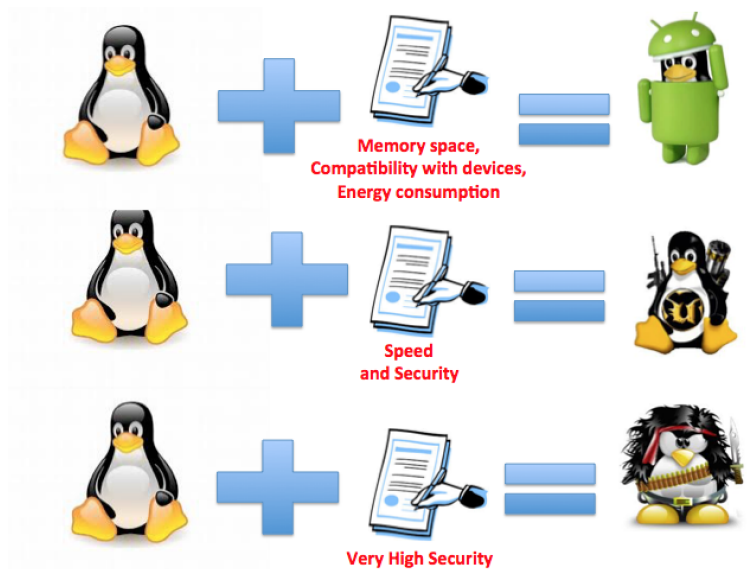 Memory space,
Compatibility with devices,
Energy consumption
Speed
and Security
Very High Security